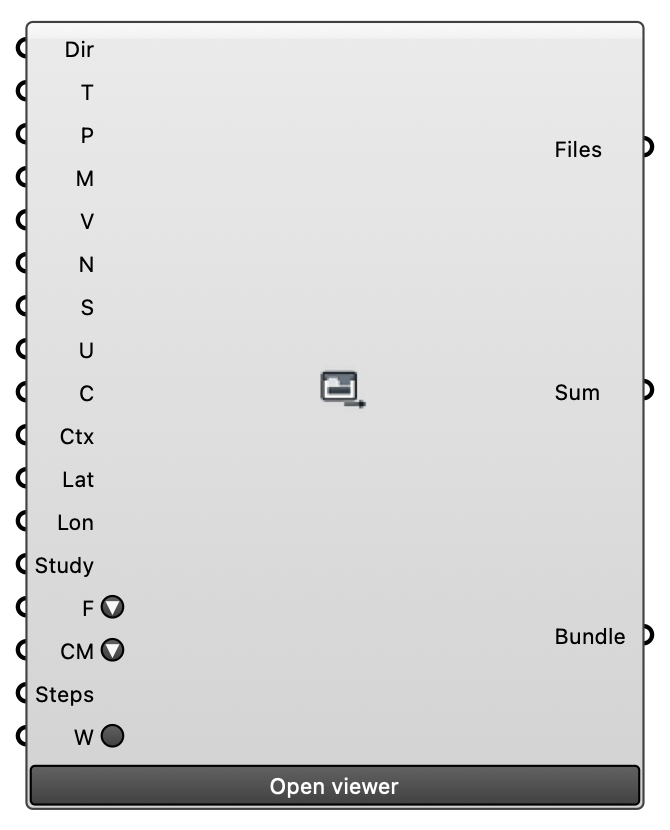 Dir
T
P
M
V
N
S
U
C
Ctx
Lat
Lon
Study
F
CM
Steps
W
Files
Sum
Bundle
Open viewer